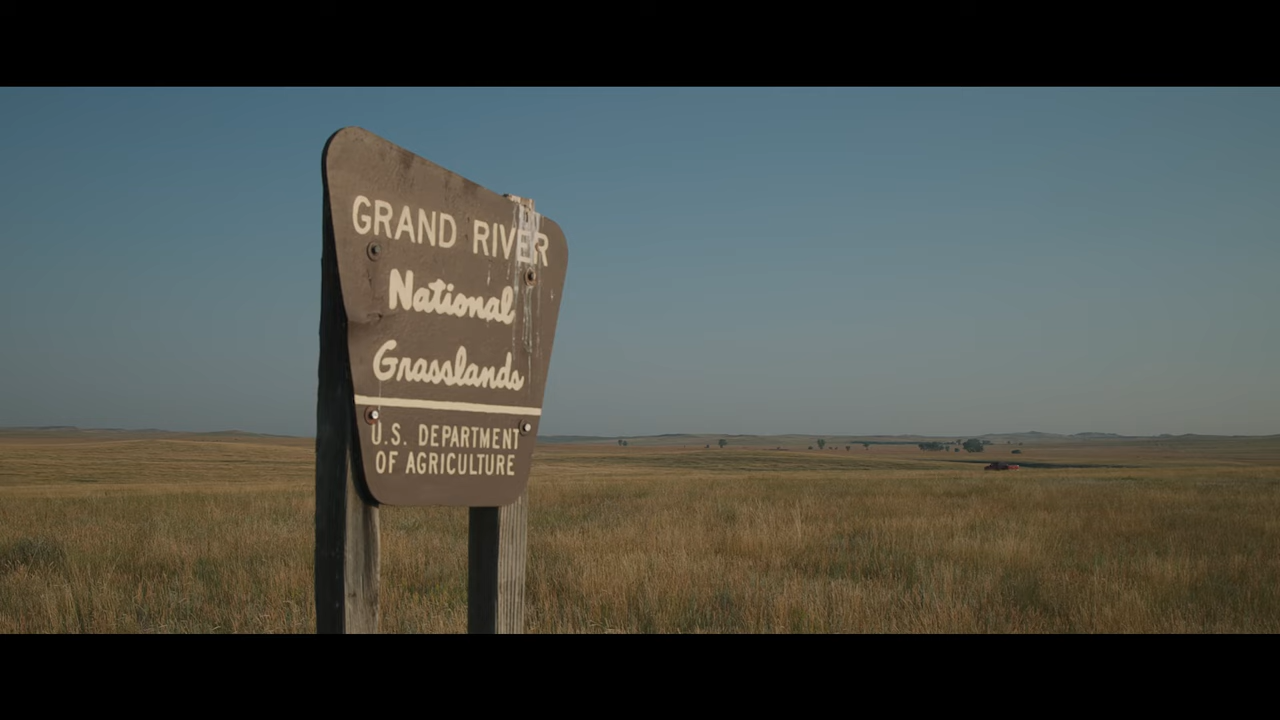 GRAND RIVER
National
Grasslands
U.S. DEPARTMENT
OF AGRICULTURE